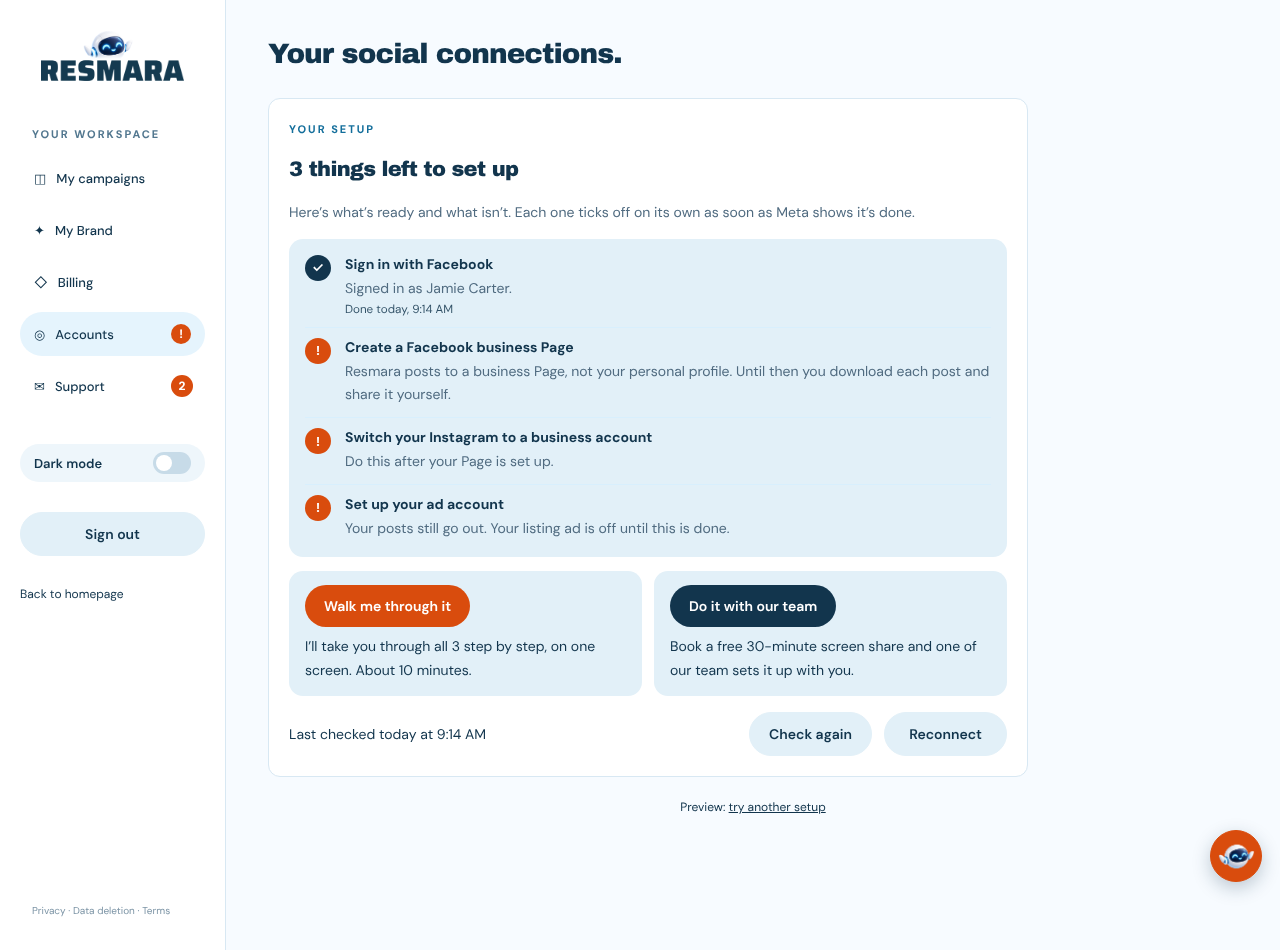 RESMARA
YOUR WORKSPACE
My campaigns
My Brand
Billing
Accounts !
Support 2
Dark mode
Sign out
Back to homepage
Privacy · Data deletion · Terms
Your social connections.
YOUR SETUP
3 things left to set up
Here’s what’s ready and what isn’t. Each one ticks off on its own as soon as Meta shows it’s done.
Sign in with Facebook
Signed in as Jamie Carter.
Done today, 9:14 AM
! Create a Facebook business Page
Resmara posts to a business Page, not your personal profile. Until then you download each post and
share it yourself.
! Switch your Instagram to a business account
Do this after your Page is set up.
! Set up your ad account
Your posts still go out. Your listing ad is off until this is done.
Walk me through it
I’ll take you through all 3 step by step, on one
screen. About 10 minutes.
Do it with our team
Book a free 30-minute screen share and one of
our team sets it up with you.
Last checked today at 9:14 AM
Check again
Reconnect
Preview: try another setup